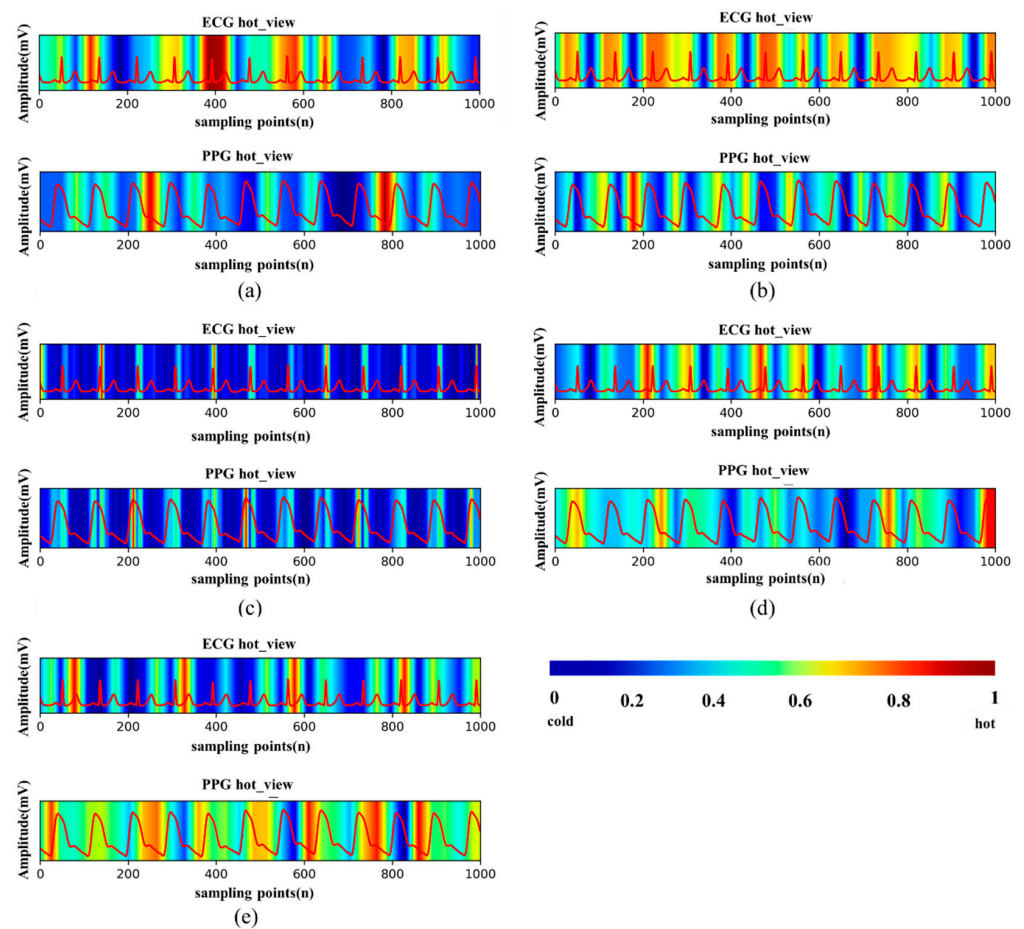 ECG hot_view
Amplitude(mV)
0 200 400 600 800 1000
sampling points(n)
PPG hot_view
Amplitude(mV)
0 200 400 600 800 1000
sampling points(n)
(a)
ECG hot_view
Amplitude(mV)
0 200 400 600 800 1000
sampling points(n)
PPG hot_view
Amplitude(mV)
0 200 400 600 800 1000
sampling points(n)
(b)
ECG hot_view
Amplitude(mV)
0 200 400 600 800 1000
sampling points(n)
PPG hot_view
Amplitude(mV)
0 200 400 600 800 1000
sampling points(n)
(c)
ECG hot_view
Amplitude(mV)
0 200 400 600 800 1000
sampling points(n)
PPG hot_view
Amplitude(mV)
0 200 400 600 800 1000
sampling points(n)
(d)
ECG hot_view
Amplitude(mV)
0 200 400 600 800 1000
sampling points(n)
PPG hot_view
Amplitude(mV)
0 200 400 600 800 1000
sampling points(n)
(e)
0 0.2 0.4 0.6 0.8 1
cold hot